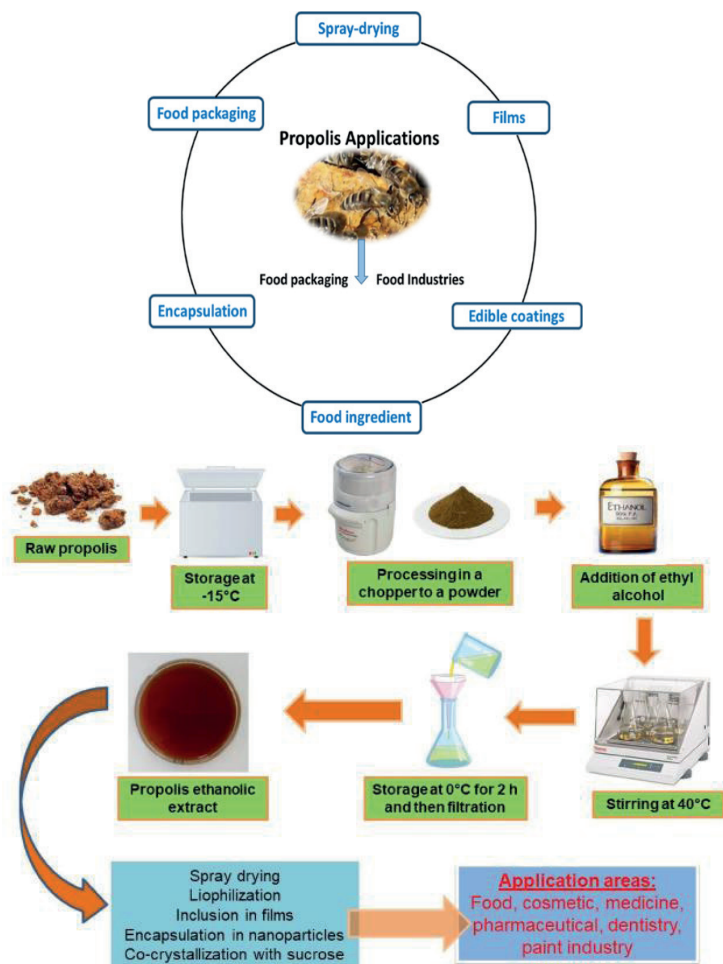 Spray-drying
Food packaging
Films
Propolis Applications
Food packaging
Food Industries
Encapsulation
Edible coatings
Food ingredient
Raw propolis
Storage at
-15°C
Processing in a
chopper to a powder
ETHANOL
Addition of ethyl
alcohol
Propolis ethanolic
extract
Storage at 0°C for 2 h
and then filtration
Stirring at 40°C
Spray drying
Liophilization
Inclusion in films
Encapsulation in nanoparticles
Co-crystallization with sucrose
Application areas:
Food, cosmetic, medicine,
pharmaceutical, dentistry,
paint industry